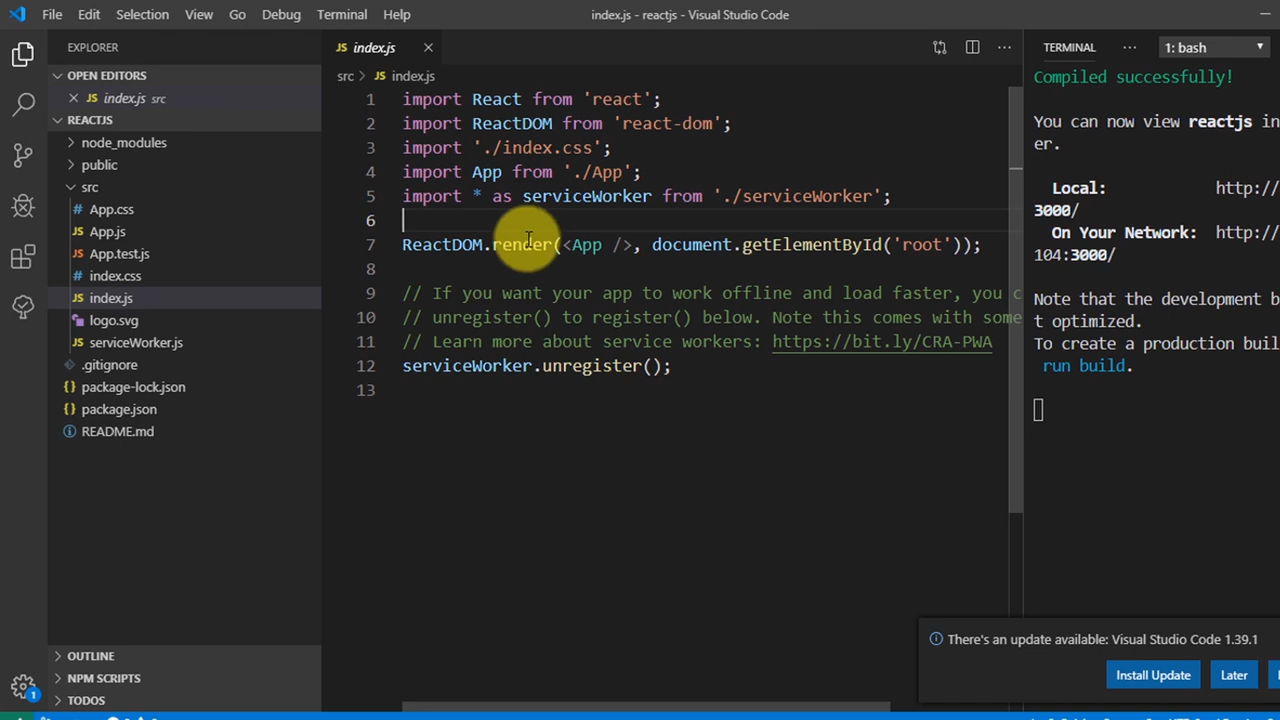 File Edit Selection View Go Debug Terminal Help index.js - reactjs - Visual Studio Code
EXPLORER
OPEN EDITORS
JS index.js src
REACTJS
node_modules
public
src
# App.css
JS App.js
JS App.test.js
# index.css
JS index.js
logo.svg
JS serviceWorker.js
.gitignore
{} package-lock.json
{} package.json
README.md
OUTLINE
NPM SCRIPTS
TODOS
1
JS index.js
src > JS index.js
1 import React from 'react';
2 import ReactDOM from 'react-dom';
3 import './index.css';
4 import App from './App';
5 import * as serviceWorker from './serviceWorker';
6
7 ReactDOM.render(<App />, document.getElementById('root'));
8
9 // If you want your app to work offline and load faster, you c
10 // unregister() to register() below. Note this comes with some
11 // Learn more about service workers: https://bit.ly/CRA-PWA
12 serviceWorker.unregister();
13
TERMINAL ... 1: bash
Compiled successfully!
You can now view reactjs in
er.
Local: http://
3000/
On Your Network: http://
104:3000/
Note that the development b
t optimized.
To create a production buil
run build.
There's an update available: Visual Studio Code 1.39.1
Install Update Later